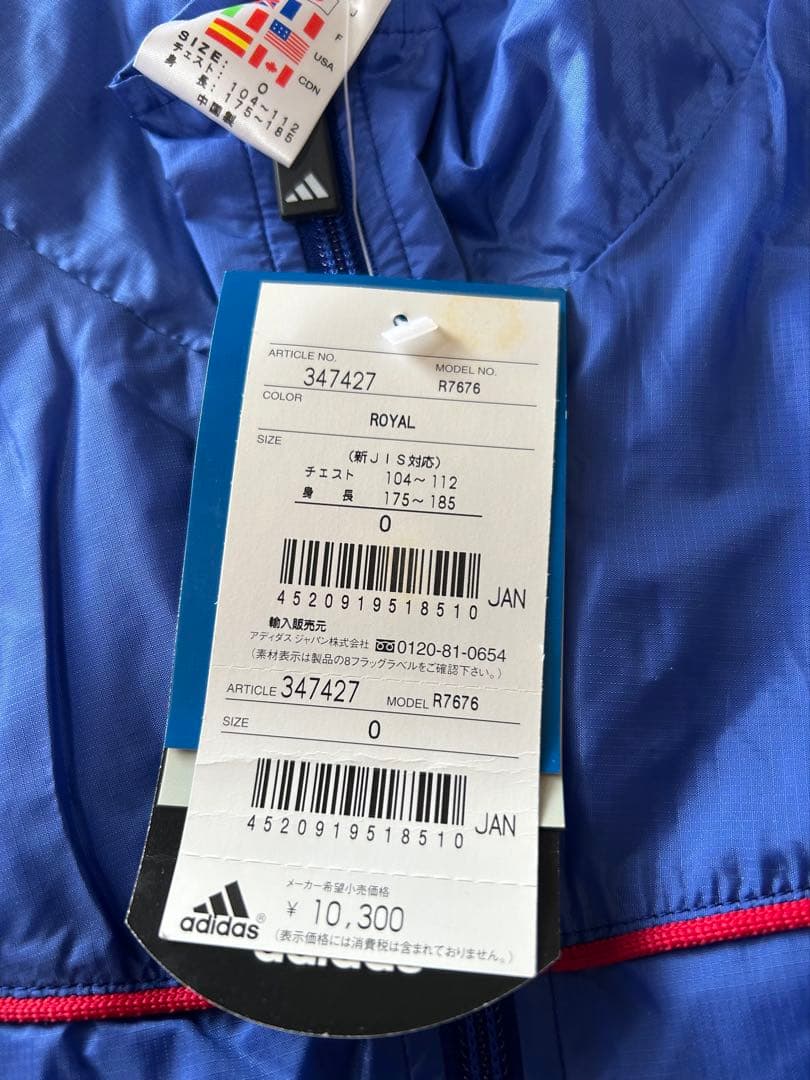 J
F
USA
CDN
SIZE: O
チェスト: 104~112
身 長: 175~185
中国製
ARTICLE NO.
MODEL NO.
347427
R7676
COLOR
ROYAL
SIZE
(新JIS対応)
チェスト 104~112
身 長 175~185
O
4520919518510 JAN
輸入販売元
アディダス ジャパン株式会社 0120-81-0654
(素材表示は製品の8フラッグラベルをご確認下さい。)
ARTICLE 347427 MODEL R7676
SIZE O
4520919518510 JAN
メーカー希望小売価格
adidas® ¥ 10,300
(表示価格には消費税は含まれておりません。)
adidas